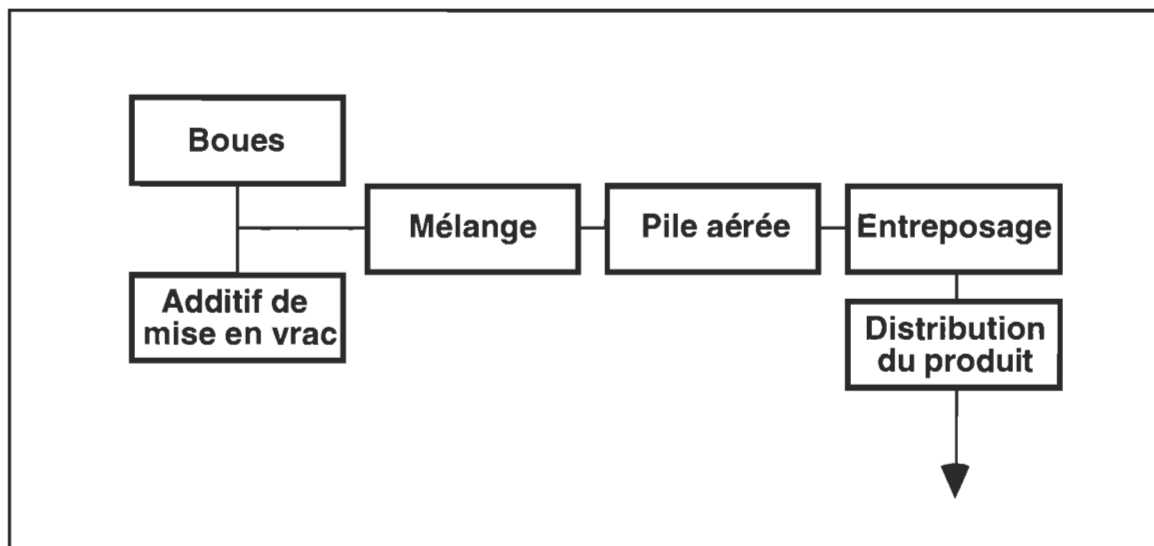 Boues
Mélange
Pile aérée
Entreposage
Additif de
mise en vrac
Distribution
du produit